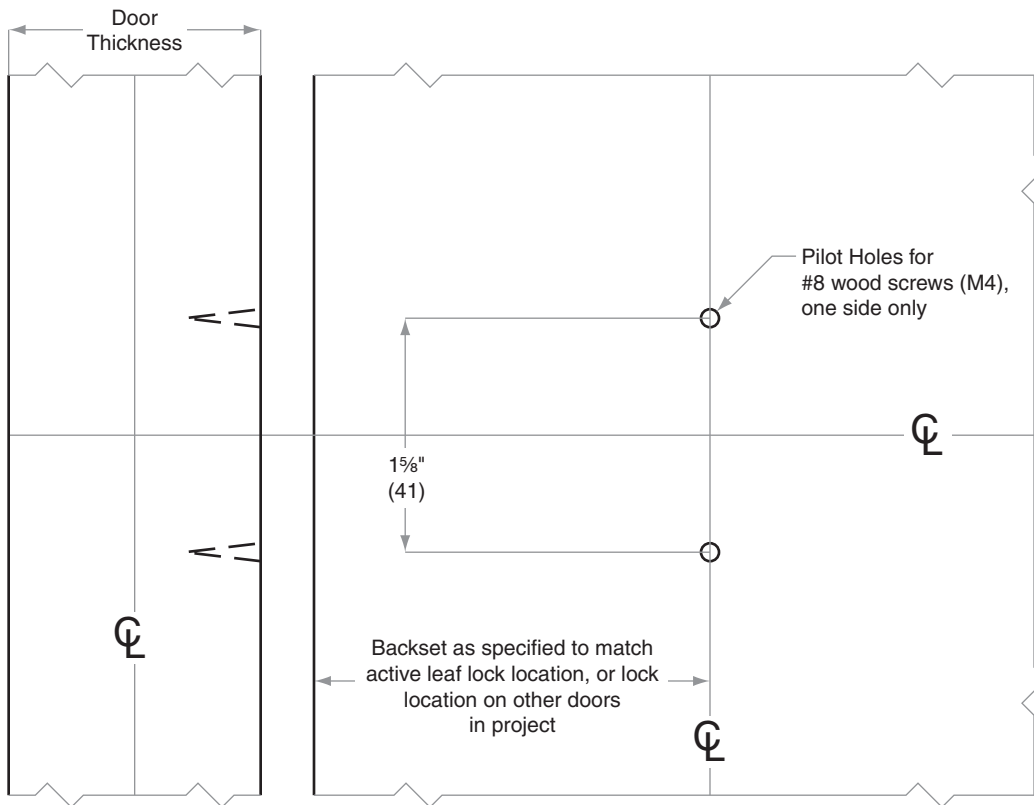 Door
Thickness
Pilot Holes for
#8 wood screws (M4),
one side only
℄
1⅝"
(41)
℄
Backset as specified to match
active leaf lock location, or lock
location on other doors
in project
℄